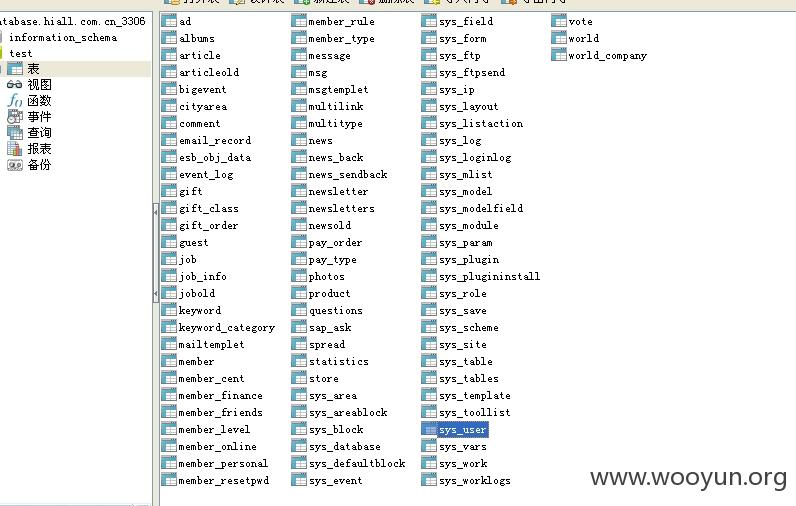 atabase.hiall.com.cn_3306
information_schema
test
表
视图
函数
事件
查询
报表
备份
ad
albums
article
articleold
bigevent
cityarea
comment
email_record
esb_obj_data
event_log
gift
gift_class
gift_order
guest
job
job_info
jobold
keyword
keyword_category
mailtemplet
member
member_cent
member_finance
member_friends
member_level
member_online
member_personal
member_resetpwd
member_rule
member_type
message
msg
msgtemplet
multilink
multitype
news
news_back
news_sendback
newsletter
newsletters
newsold
pay_order
pay_type
photos
product
questions
sap_ask
spread
statistics
store
sys_area
sys_areablock
sys_block
sys_database
sys_defaultblock
sys_event
sys_field
sys_form
sys_ftp
sys_ftpsend
sys_ip
sys_layout
sys_listaction
sys_log
sys_loginlog
sys_mlist
sys_model
sys_modelfield
sys_module
sys_param
sys_plugin
sys_plugininstall
sys_role
sys_save
sys_scheme
sys_site
sys_table
sys_tables
sys_template
sys_toollist
sys_user
sys_vars
sys_work
sys_worklogs
vote
world
world_company
www.wooyun.org